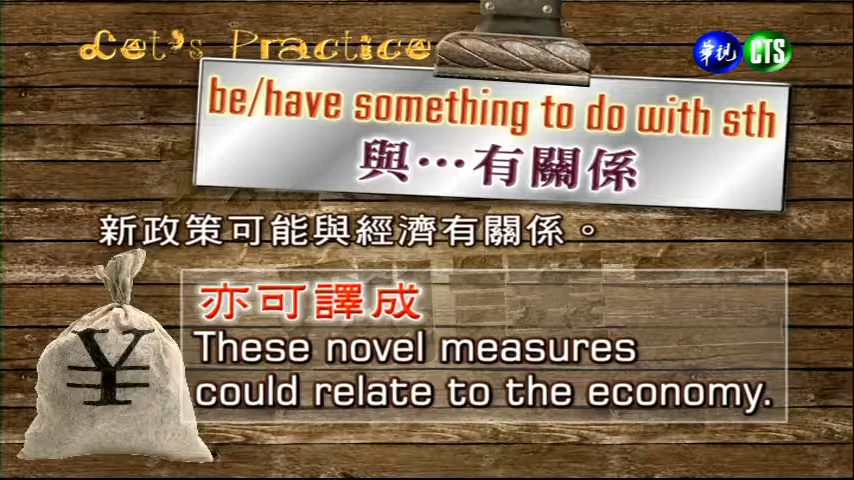 Let's Practice
華視 CTS
be/have something to do with sth
與…有關係
新政策可能與經濟有關係。
亦可譯成
These novel measures
could relate to the economy.
¥